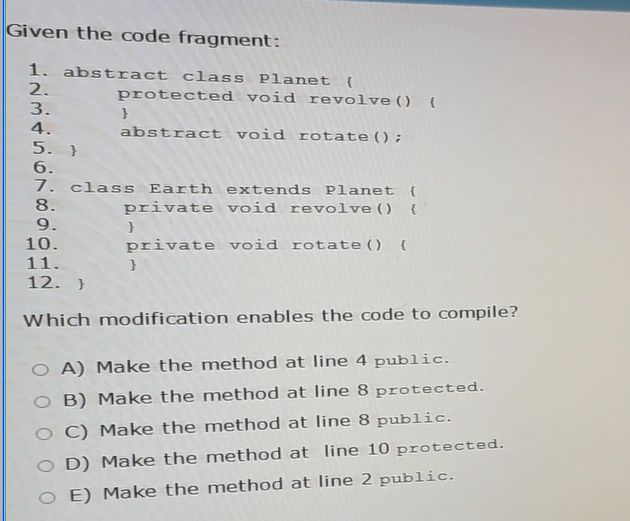 Given the code fragment:
1. abstract class Planet {
2. protected void revolve() {
3. }
4. abstract void rotate();
5. }
6.
7. class Earth extends Planet {
8. private void revolve() {
9. }
10. private void rotate() {
11. }
12. }
Which modification enables the code to compile?
A) Make the method at line 4 public.
B) Make the method at line 8 protected.
C) Make the method at line 8 public.
D) Make the method at line 10 protected.
E) Make the method at line 2 public.